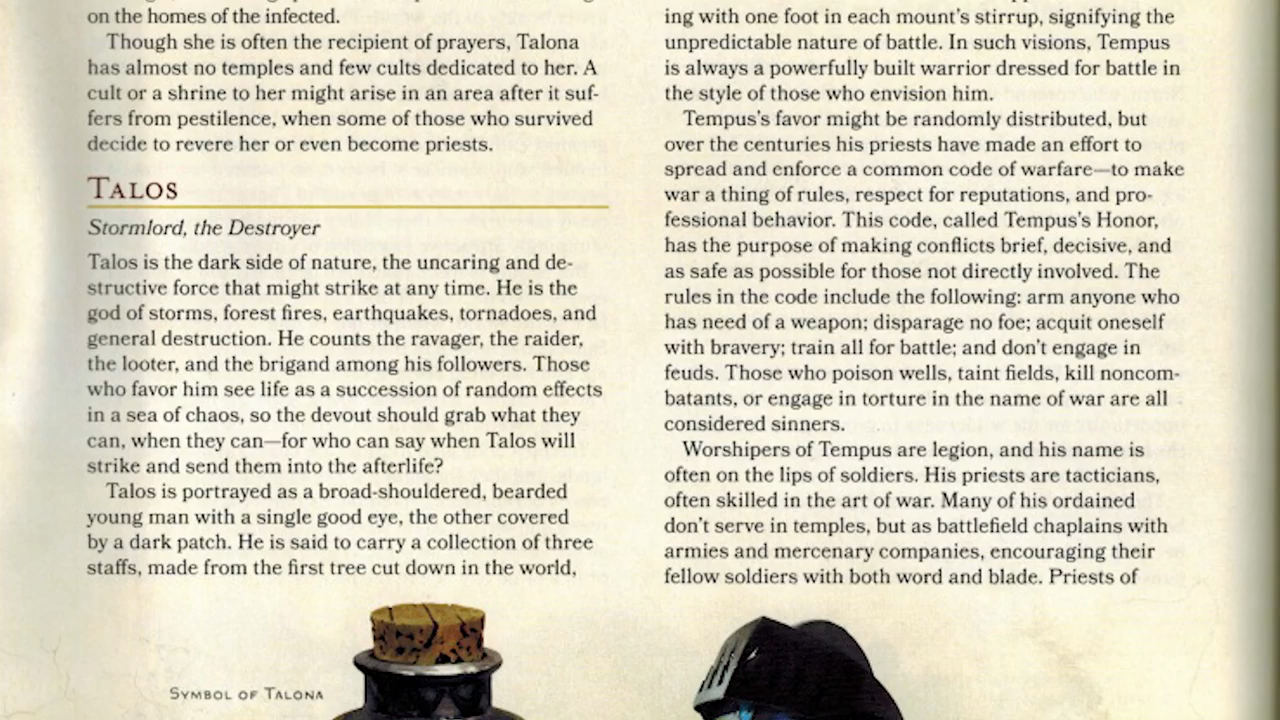 on the homes of the infected.
Though she is often the recipient of prayers, Talona
has almost no temples and few cults dedicated to her. A
cult or a shrine to her might arise in an area after it suf-
fers from pestilence, when some of those who survived
decide to revere her or even become priests.
TALOS
Stormlord, the Destroyer
Talos is the dark side of nature, the uncaring and de-
structive force that might strike at any time. He is the
god of storms, forest fires, earthquakes, tornadoes, and
general destruction. He counts the ravager, the raider,
the looter, and the brigand among his followers. Those
who favor him see life as a succession of random effects
in a sea of chaos, so the devout should grab what they
can, when they can—for who can say when Talos will
strike and send them into the afterlife?
Talos is portrayed as a broad-shouldered, bearded
young man with a single good eye, the other covered
by a dark patch. He is said to carry a collection of three
staffs, made from the first tree cut down in the world,
SYMBOL OF TALONA
ing with one foot in each mount's stirrup, signifying the
unpredictable nature of battle. In such visions, Tempus
is always a powerfully built warrior dressed for battle in
the style of those who envision him.
Tempus's favor might be randomly distributed, but
over the centuries his priests have made an effort to
spread and enforce a common code of warfare—to make
war a thing of rules, respect for reputations, and pro-
fessional behavior. This code, called Tempus's Honor,
has the purpose of making conflicts brief, decisive, and
as safe as possible for those not directly involved. The
rules in the code include the following: arm anyone who
has need of a weapon; disparage no foe; acquit oneself
with bravery; train all for battle; and don't engage in
feuds. Those who poison wells, taint fields, kill noncom-
batants, or engage in torture in the name of war are all
considered sinners.
Worshipers of Tempus are legion, and his name is
often on the lips of soldiers. His priests are tacticians,
often skilled in the art of war. Many of his ordained
don't serve in temples, but as battlefield chaplains with
armies and mercenary companies, encouraging their
fellow soldiers with both word and blade. Priests of